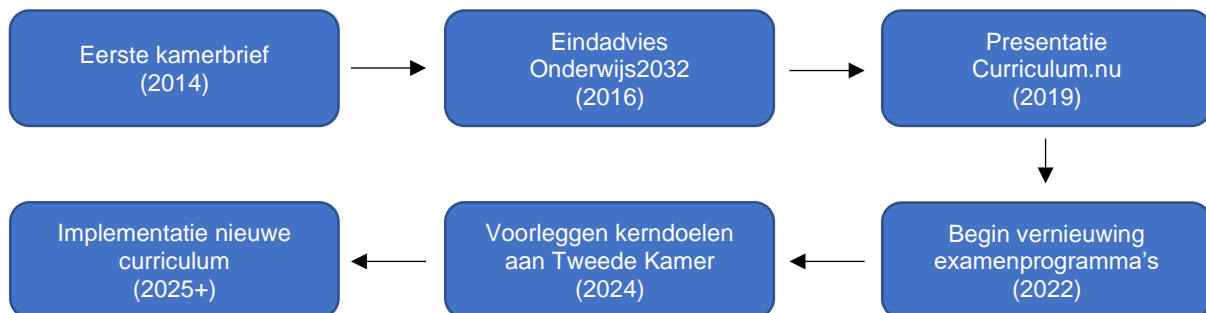 Eerste kamerbrief
(2014)
Eindadvies
Onderwijs2032
(2016)
Presentatie
Curriculum.nu
(2019)
Begin vernieuwing
examenprogramma’s
(2022)
Voorleggen kerndoelen
aan Tweede Kamer
(2024)
Implementatie nieuwe
curriculum
(2025+)